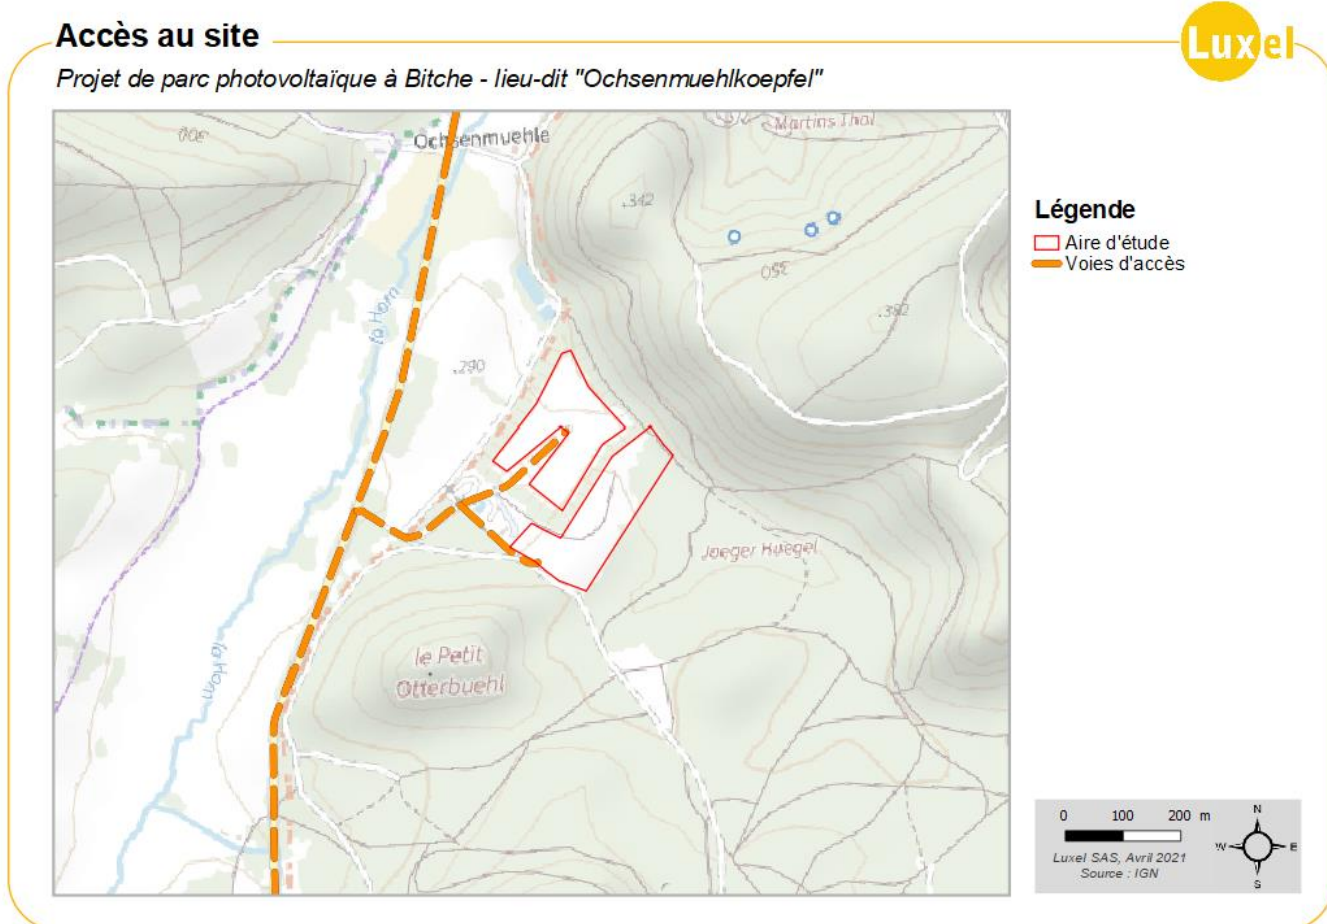 Accès au site
Luxel
Projet de parc photovoltaïque à Bitche - lieu-dit "Ochsenmuehlkoepfel"
300
Ochsenmuehle
Martins Thal
.342
350
.382
la Horn
.290
Légende
Aire d'étude
Voies d'accès
Joeger Huegel
la Horn
le Petit
Otterbuehl
0 100 200 m
Luxel SAS, Avril 2021
Source : IGN
N
W
E
S